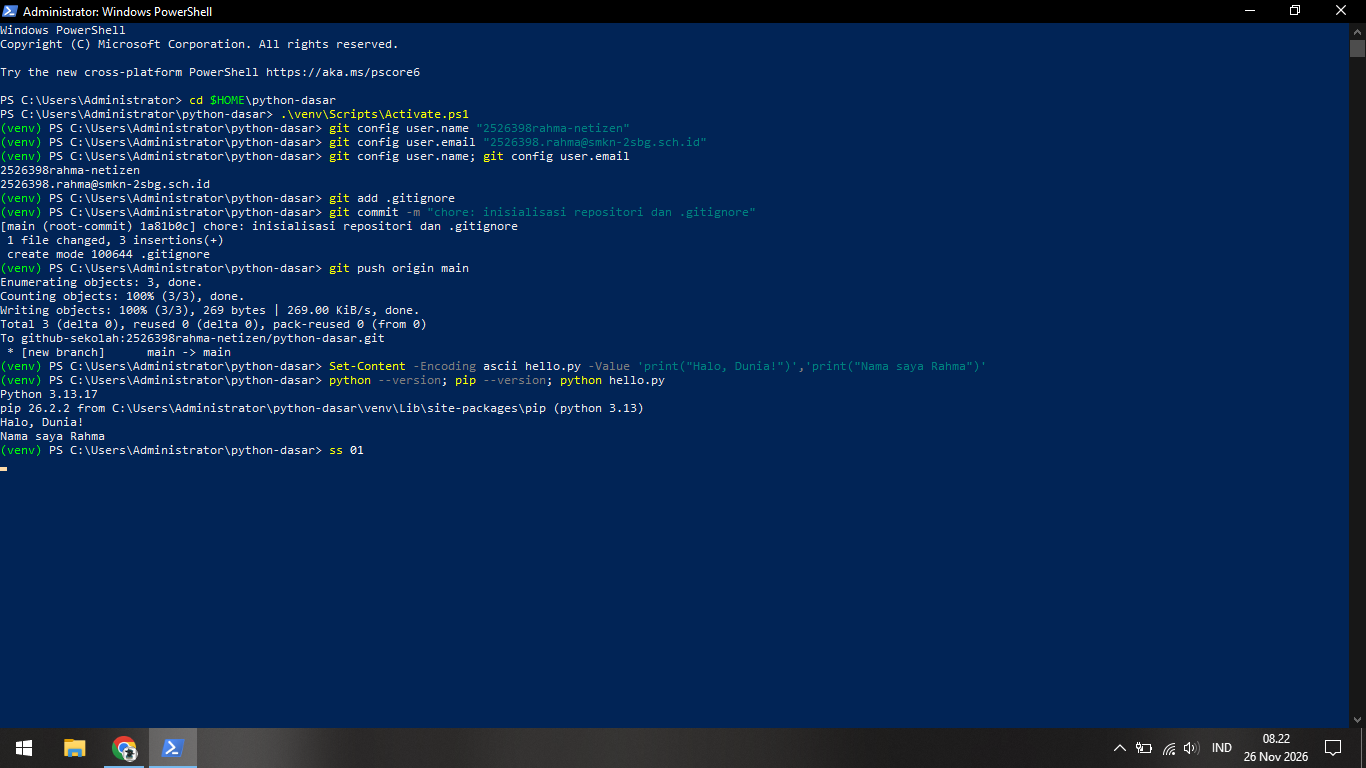 Administrator: Windows PowerShell
Windows PowerShell
Copyright (C) Microsoft Corporation. All rights reserved.
Try the new cross-platform PowerShell https://aka.ms/pscore6
PS C:\Users\Administrator> cd $HOME\python-dasar
PS C:\Users\Administrator\python-dasar> .\venv\Scripts\Activate.ps1
(venv) PS C:\Users\Administrator\python-dasar> git config user.name "2526398rahma-netizen"
(venv) PS C:\Users\Administrator\python-dasar> git config user.email "2526398.rahma@smkn-2sbg.sch.id"
(venv) PS C:\Users\Administrator\python-dasar> git config user.name; git config user.email
2526398rahma-netizen
2526398.rahma@smkn-2sbg.sch.id
(venv) PS C:\Users\Administrator\python-dasar> git add .gitignore
(venv) PS C:\Users\Administrator\python-dasar> git commit -m "chore: inisialisasi repositori dan .gitignore"
[main (root-commit) 1a81b0c] chore: inisialisasi repositori dan .gitignore
 1 file changed, 3 insertions(+)
 create mode 100644 .gitignore
(venv) PS C:\Users\Administrator\python-dasar> git push origin main
Enumerating objects: 3, done.
Counting objects: 100% (3/3), done.
Writing objects: 100% (3/3), 269 bytes | 269.00 KiB/s, done.
Total 3 (delta 0), reused 0 (delta 0), pack-reused 0 (from 0)
To github-sekolah:2526398rahma-netizen/python-dasar.git
 * [new branch]      main -> main
(venv) PS C:\Users\Administrator\python-dasar> Set-Content -Encoding ascii hello.py -Value 'print("Halo, Dunia!")','print("Nama saya Rahma")'
(venv) PS C:\Users\Administrator\python-dasar> python --version; pip --version; python hello.py
Python 3.13.17
pip 26.2.2 from C:\Users\Administrator\python-dasar\venv\Lib\site-packages\pip (python 3.13)
Halo, Dunia!
Nama saya Rahma
(venv) PS C:\Users\Administrator\python-dasar> ss 01
IND
08.22
26 Nov 2026